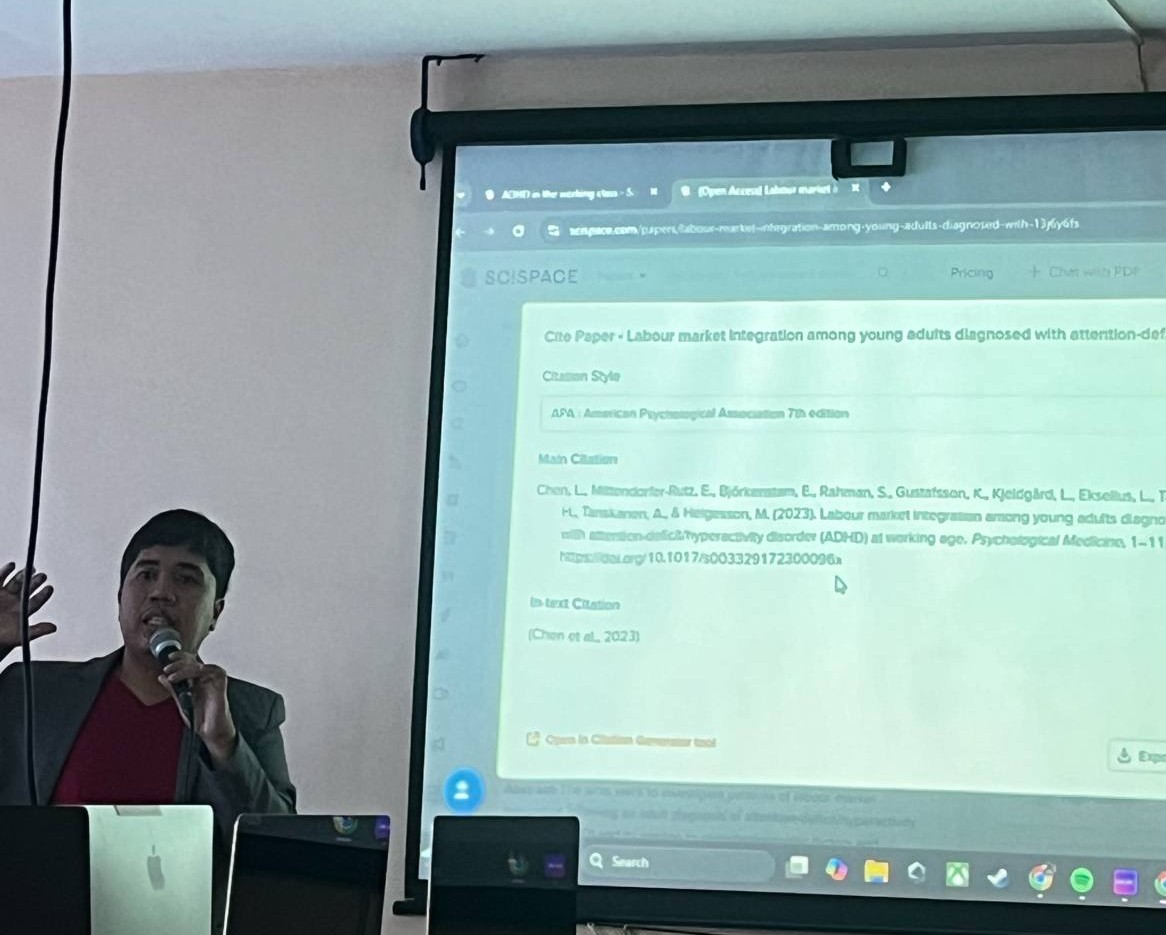 ADHD in the working class - S
(Open Access) Labour market i
scispace.com/papers/labour-market-integration-among-young-adults-diagnosed-with-13j6y6fs
SCISPACE
Pricing
+ Chat with PDF
Cite Paper - Labour market integration among young adults diagnosed with attention-def
Citation Style
APA : American Psychological Association 7th edition
Main Citation
Chen, L., Mittendorfer-Rutz, E., Björkenstam, E., Rahman, S., Gustafsson, K., Kjeldgård, L., Ekselius, L., T
H., Tanskanen, A., & Helgesson, M. (2023). Labour market integration among young adults diagno
with attention-deficit/hyperactivity disorder (ADHD) at working age. Psychological Medicine, 1–11
https://doi.org/10.1017/s003329172300096x
In-text Citation
(Chen et al., 2023)
Open in Citation Generator tool
Expo
Search